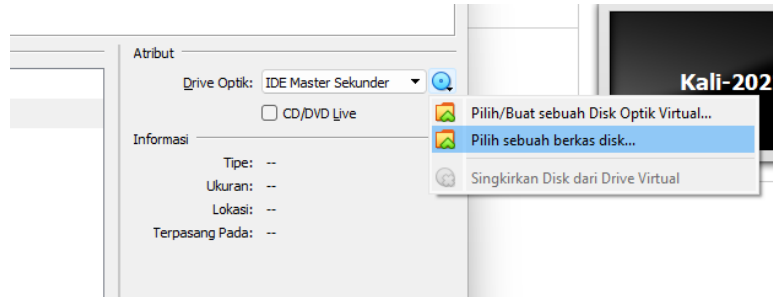 Atribut
Drive Optik: IDE Master Sekunder
CD/DVD Live
Informasi
Tipe: --
Ukuran: --
Lokasi: --
Terpasang Pada: --
Kali-202
Pilih/Buat sebuah Disk Optik Virtual...
Pilih sebuah berkas disk...
Singkirkan Disk dari Drive Virtual